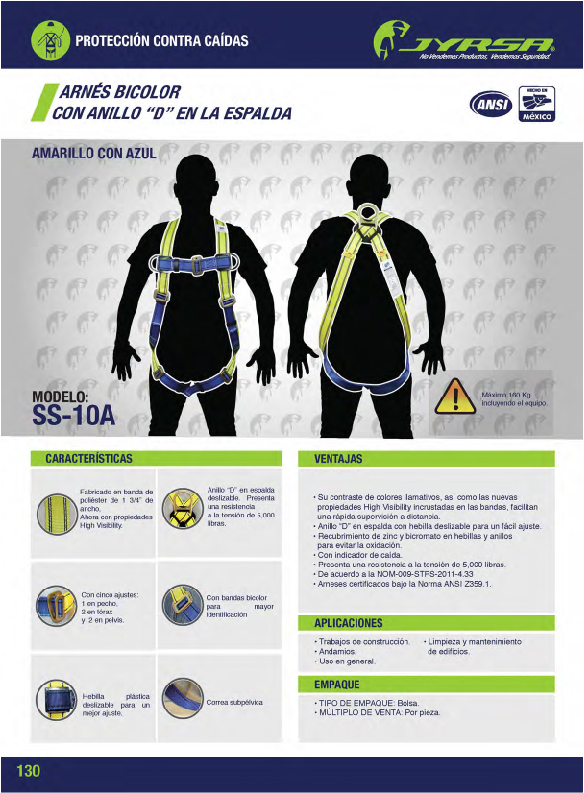 PROTECCIÓN CONTRA CAÍDAS
JYRSA®
NoVendemos Productos, Vendemos Seguridad.
ARNÉS BICOLOR
CON ANILLO “D” EN LA ESPALDA
ANSI
HECHO EN
MÉXICO
AMARILLO CON AZUL
MODELO:
SS-10A
Máximo 160 Kg
incluyendo el equipo.
CARACTERÍSTICAS
Fabricado en banda de
poliéster de 1 3/4" de
ancho.
Ahora con propiedades
High Visibility.
Anillo “D” en espalda
deslizable. Presenta
una resistencia
a la tensión de 5,000
libras.
Con cinco ajustes:
1 en pecho,
2 en tórax
y 2 en pelvis.
Con bandas bicolor
para mayor
identificación
Hebilla plástica
deslizable para un
mejor ajuste.
Correa subpélvica
VENTAJAS
• Su contraste de colores llamativos, así como las nuevas
propiedades High Visibility incrustadas en las bandas, facilitan
una rápida supervisión a distancia.
• Anillo “D” en espalda con hebilla deslizable para un fácil ajuste.
• Recubrimiento de zinc y bicromato en hebillas y anillos
para evitar la oxidación.
• Con indicador de caída.
• Presenta una resistencia a la tensión de 5,000 libras.
• De acuerdo a la NOM-009-STPS-2011-4.33
• Arneses certificados bajo la Norma ANSI Z359.1.
APLICACIONES
• Trabajos de construcción.
• Andamios.
• Uso en general.
• Limpieza y mantenimiento
de edificios.
EMPAQUE
• TIPO DE EMPAQUE: Bolsa.
• MÚLTIPLO DE VENTA: Por pieza.
130